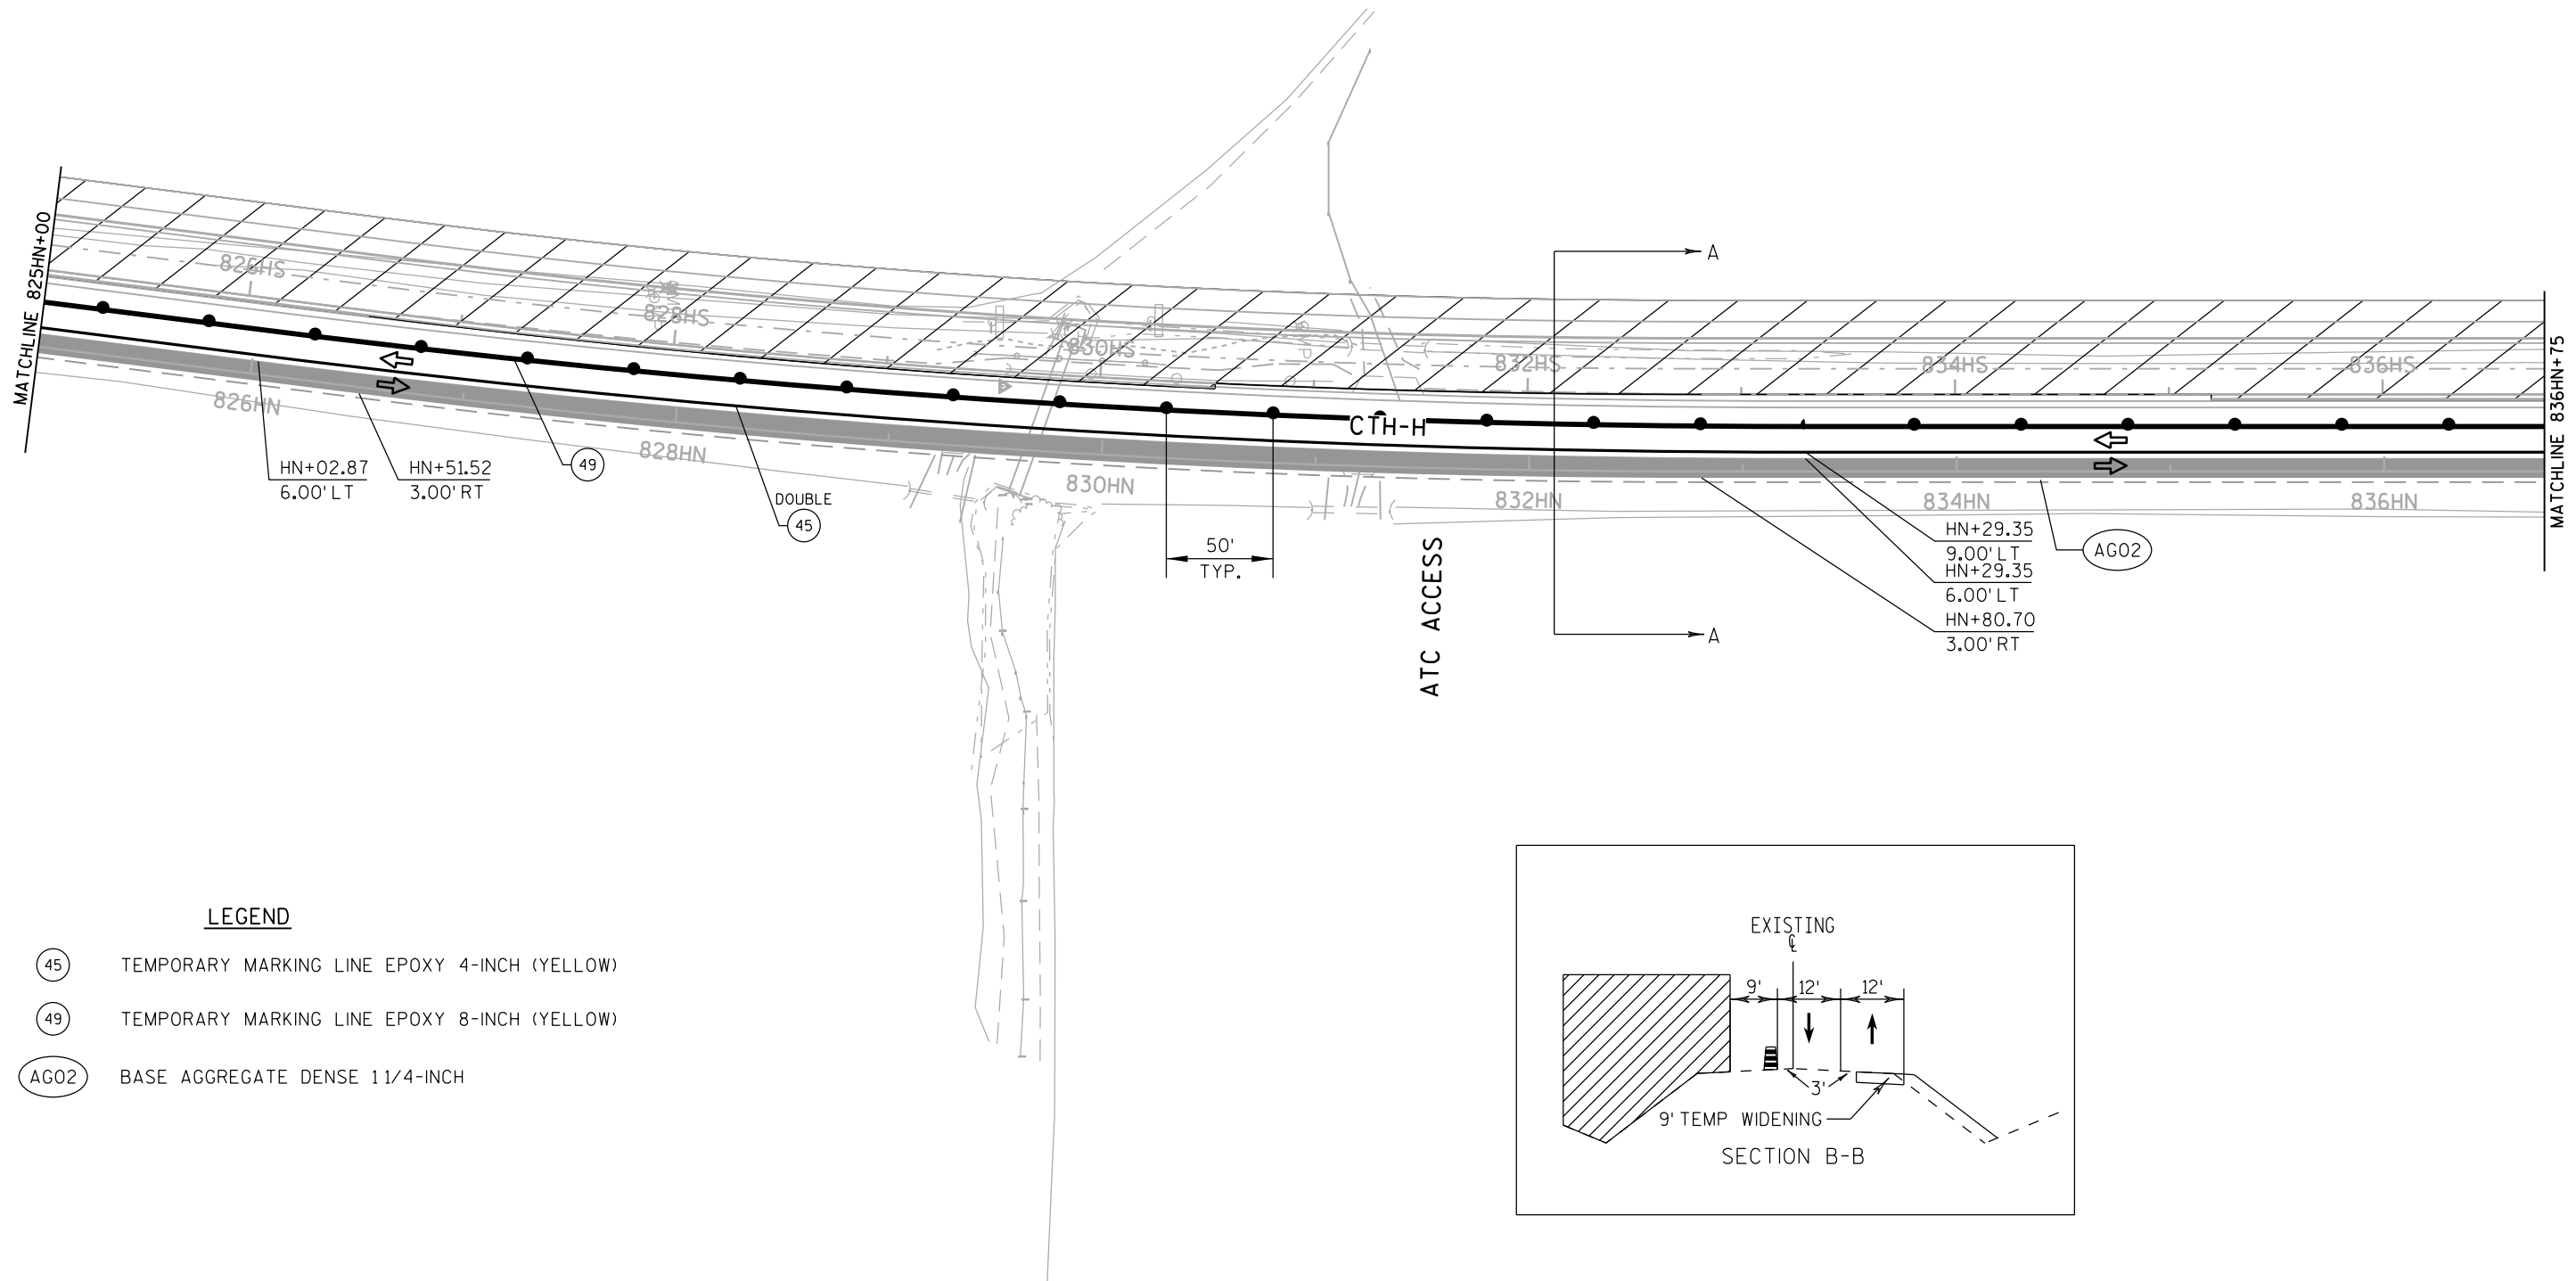 MATCHLINE 825HN+00
826HS
828HS
830HS
832HS
834HS
836HS
A
CTH-H
826HN
828HN
830HN
832HN
834HN
836HN
MATCHLINE 836HN+75
HN+02.87
6.00' LT
HN+51.52
3.00' RT
49
DOUBLE
45
50'
TYP.
ATC ACCESS
A
HN+29.35
9.00' LT
HN+29.35
6.00' LT
HN+80.70
3.00' RT
AG02
LEGEND
45 TEMPORARY MARKING LINE EPOXY 4-INCH (YELLOW)
49 TEMPORARY MARKING LINE EPOXY 8-INCH (YELLOW)
AG02 BASE AGGREGATE DENSE 1 1/4-INCH
EXISTING
℄
9' 12' 12'
3'
9' TEMP WIDENING
SECTION B-B